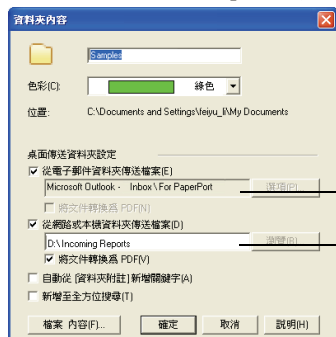 資料夾內容
Samples
色彩(C): 綠色
位置: C:\Documents and Settings\feiyu_li\My Documents
桌面傳送資料夾設定
從電子郵件資料夾傳送檔案(E)
Microsoft Outlook - Inbox \ For PaperPort 選項(P)
將文件轉換爲 PDF(N)
從網路或本機資料夾傳送檔案(D)
D:\Incoming Reports 瀏覽(B)
將文件轉換爲 PDF(V)
自動從 [資料夾附註] 新增關鍵字(A)
新增至全方位搜尋(T)
檔案 內容(F)... 確定 取消 說明(H)